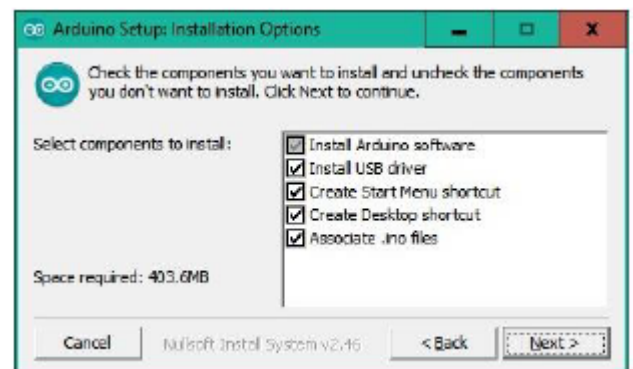 Arduino Setup: Installation Options
Check the components you want to install and uncheck the components
you don't want to install. Click Next to continue.
Select components to install:
Install Arduino software
Install USB driver
Create Start Menu shortcut
Create Desktop shortcut
Associate .ino files
Space required: 403.6MB
Cancel
Nullsoft Install System v2.46
< Back
Next >